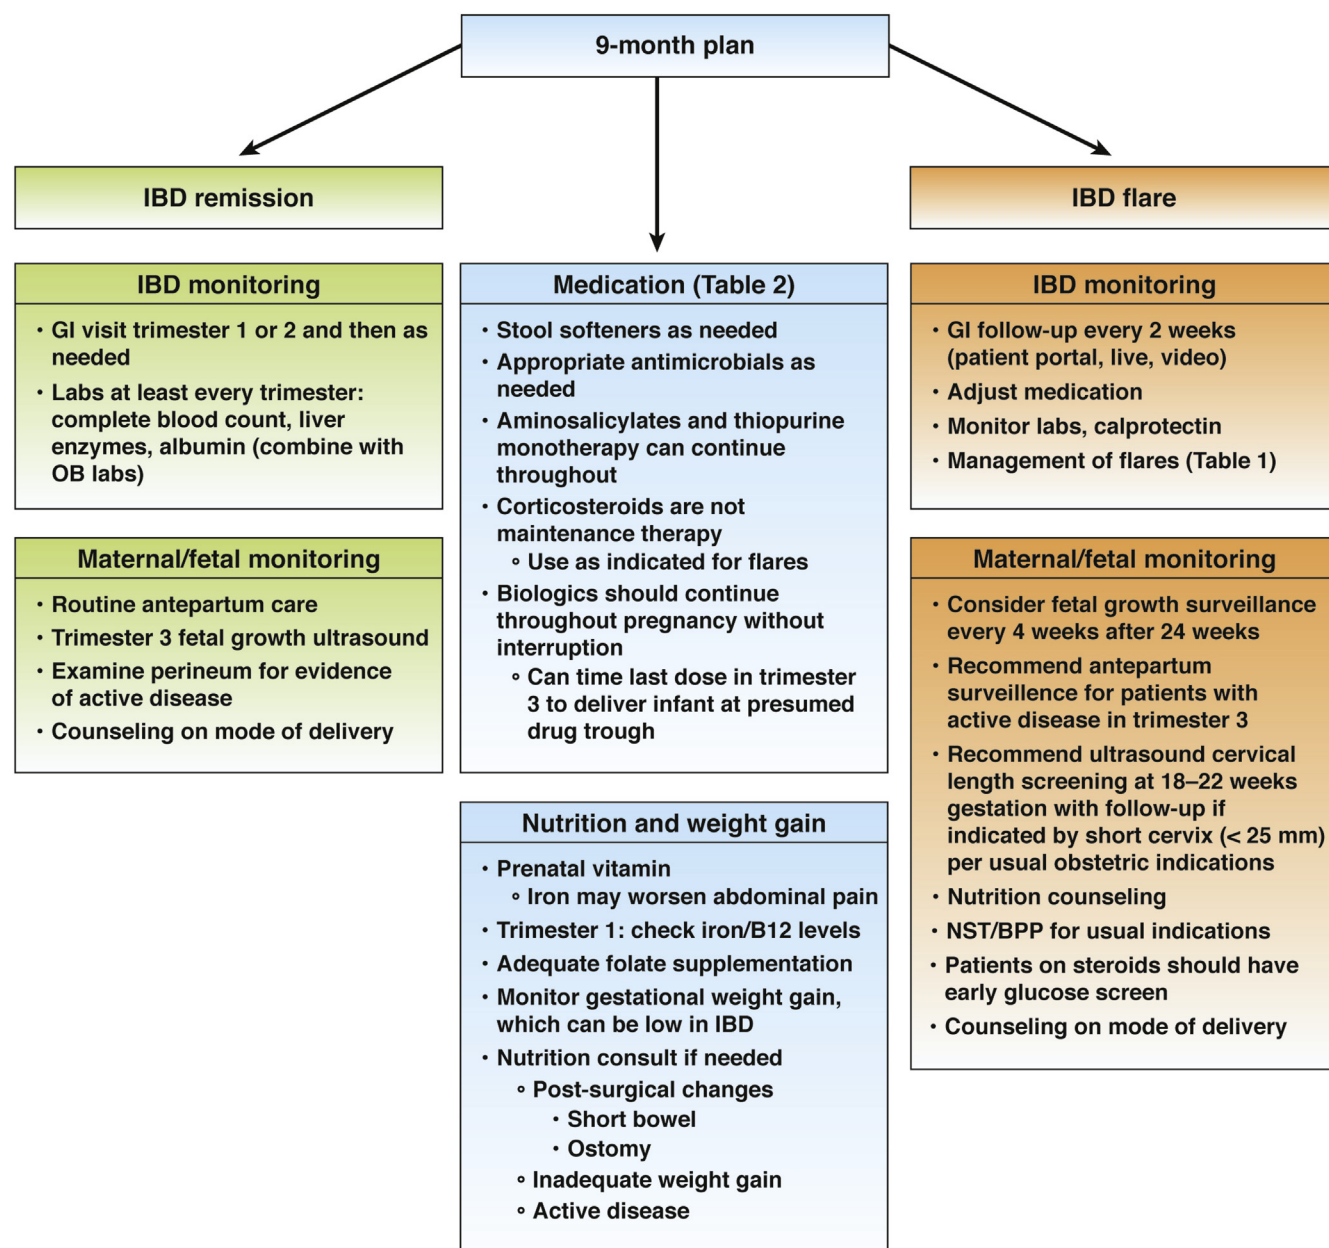 9-month plan
IBD remission
IBD monitoring
• GI visit trimester 1 or 2 and then as
needed
• Labs at least every trimester:
complete blood count, liver
enzymes, albumin (combine with
OB labs)
Maternal/fetal monitoring
• Routine antepartum care
• Trimester 3 fetal growth ultrasound
• Examine perineum for evidence
of active disease
• Counseling on mode of delivery
Medication (Table 2)
• Stool softeners as needed
• Appropriate antimicrobials as
needed
• Aminosalicylates and thiopurine
monotherapy can continue
throughout
• Corticosteroids are not
maintenance therapy
° Use as indicated for flares
• Biologics should continue
throughout pregnancy without
interruption
° Can time last dose in trimester
3 to deliver infant at presumed
drug trough
Nutrition and weight gain
• Prenatal vitamin
° Iron may worsen abdominal pain
• Trimester 1: check iron/B12 levels
• Adequate folate supplementation
• Monitor gestational weight gain,
which can be low in IBD
• Nutrition consult if needed
° Post-surgical changes
• Short bowel
• Ostomy
° Inadequate weight gain
° Active disease
IBD flare
IBD monitoring
• GI follow-up every 2 weeks
(patient portal, live, video)
• Adjust medication
• Monitor labs, calprotectin
• Management of flares (Table 1)
Maternal/fetal monitoring
• Consider fetal growth surveillance
every 4 weeks after 24 weeks
• Recommend antepartum
surveillence for patients with
active disease in trimester 3
• Recommend ultrasound cervical
length screening at 18–22 weeks
gestation with follow-up if
indicated by short cervix (< 25 mm)
per usual obstetric indications
• Nutrition counseling
• NST/BPP for usual indications
• Patients on steroids should have
early glucose screen
• Counseling on mode of delivery